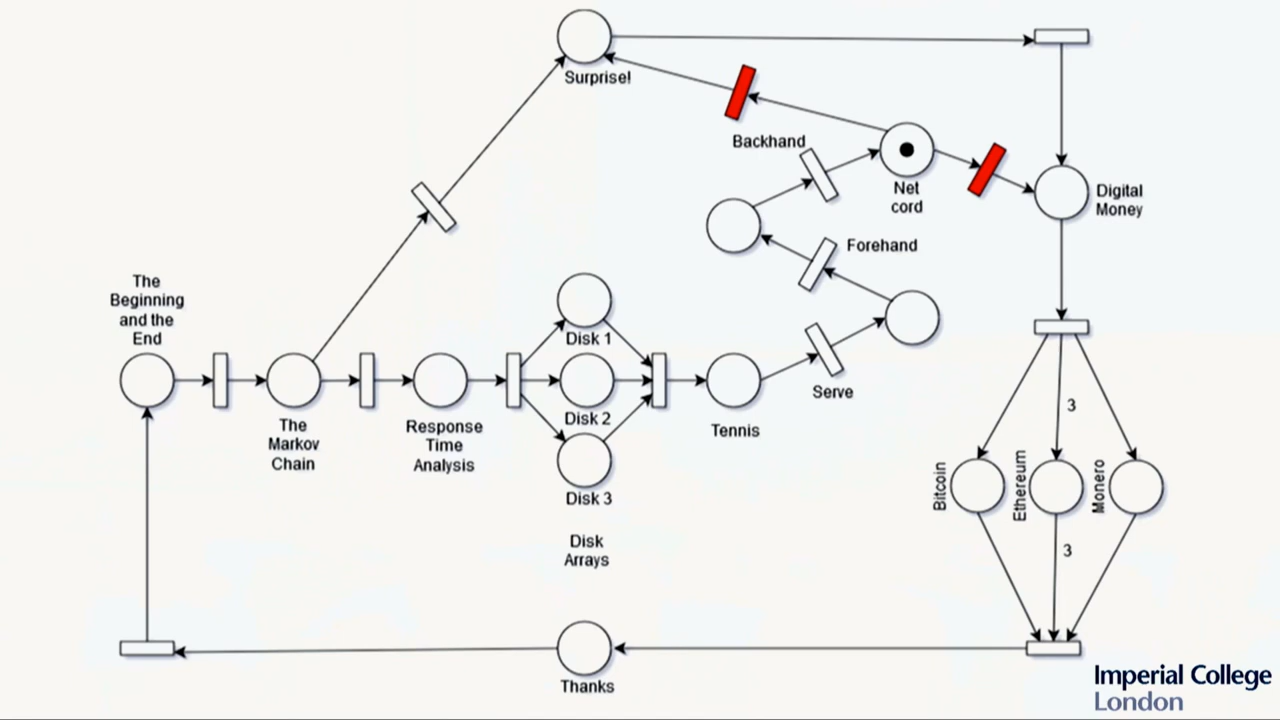 Surprise!
Backhand
Net
cord
Digital
Money
Forehand
The
Beginning
and the
End
Disk 1
Serve
Disk 2
The
Markov
Chain
Response
Time
Analysis
Tennis
3
Disk 3
Bitcoin
Ethereum
Monero
Disk
Arrays
3
Thanks
Imperial College
London